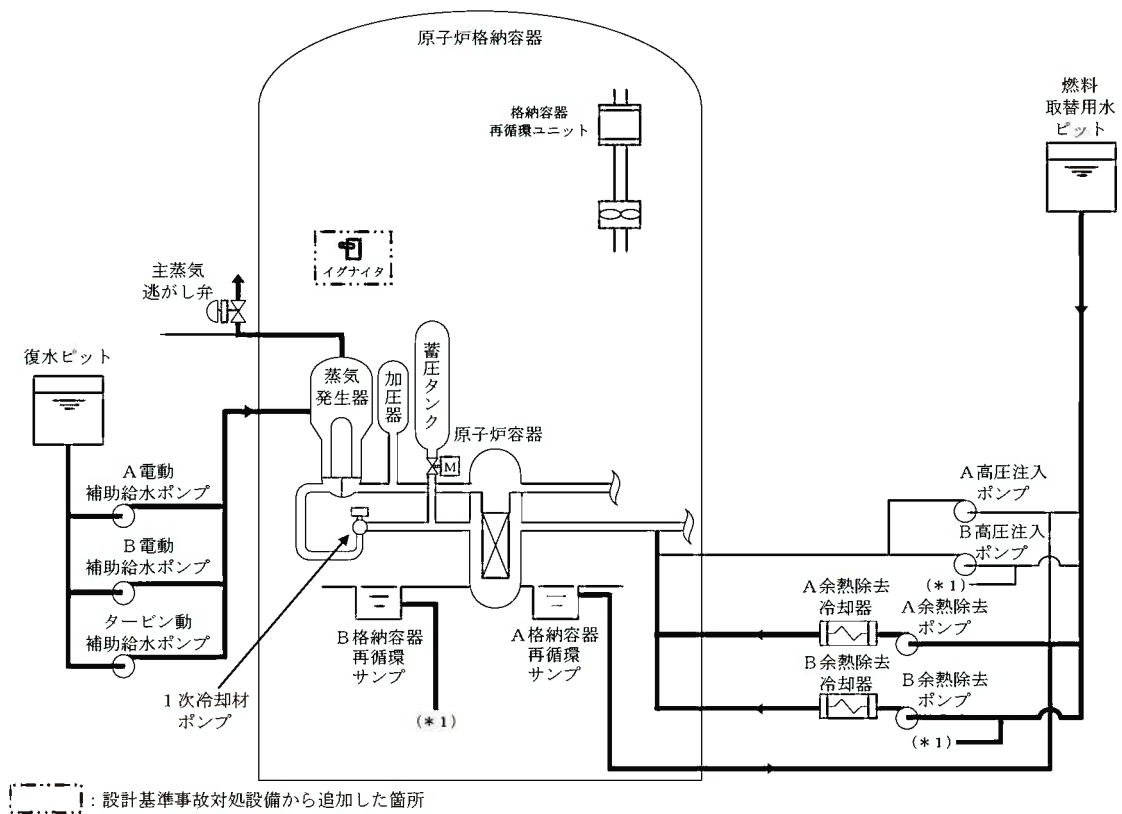 原子炉格納容器
格納容器
再循環ユニット
燃料
取替用水
ピット
イグナイタ
主蒸気
逃がし弁
復水ピット
蒸気
発生器
加圧器
蓄圧タンク
M
原子炉容器
A電動
補助給水ポンプ
B電動
補助給水ポンプ
タービン動
補助給水ポンプ
A高圧注入
ポンプ
B高圧注入
ポンプ
(*1)
A余熱除去
冷却器
A余熱除去
ポンプ
B余熱除去
冷却器
B余熱除去
ポンプ
(*1)
B格納容器
再循環
サンプ
A格納容器
再循環
サンプ
(*1)
1次冷却材
ポンプ
:設計基準事故対処設備から追加した箇所